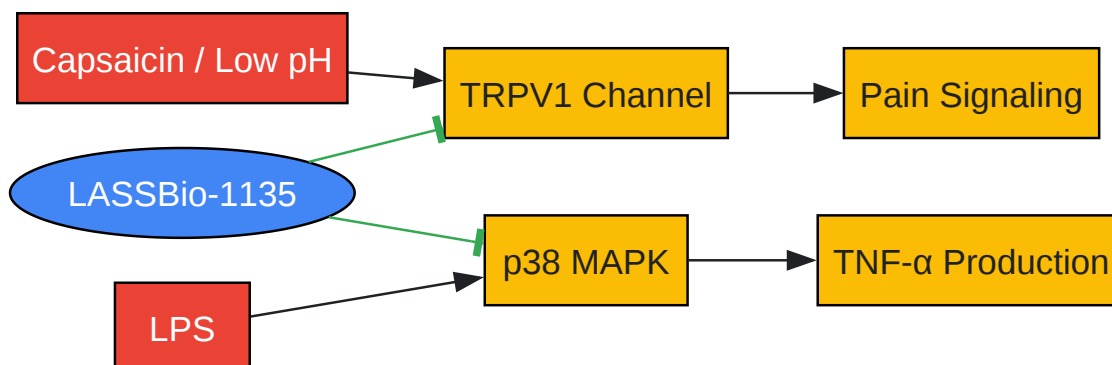 Capsaicin / Low pH
TRPV1 Channel
Pain Signaling
LASSBio-1135
p38 MAPK
TNF-α Production
LPS